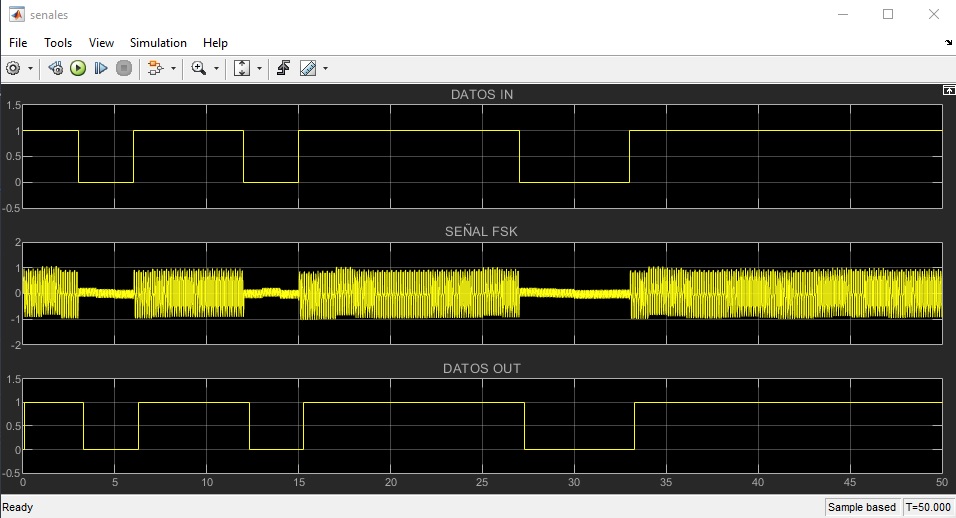 senales
File Tools View Simulation Help
DATOS IN
1.5
1
0.5
0
-0.5
SEÑAL FSK
2
1
0
-1
-2
DATOS OUT
1.5
1
0.5
0
-0.5
0 5 10 15 20 25 30 35 40 45 50
Ready Sample based T=50.000